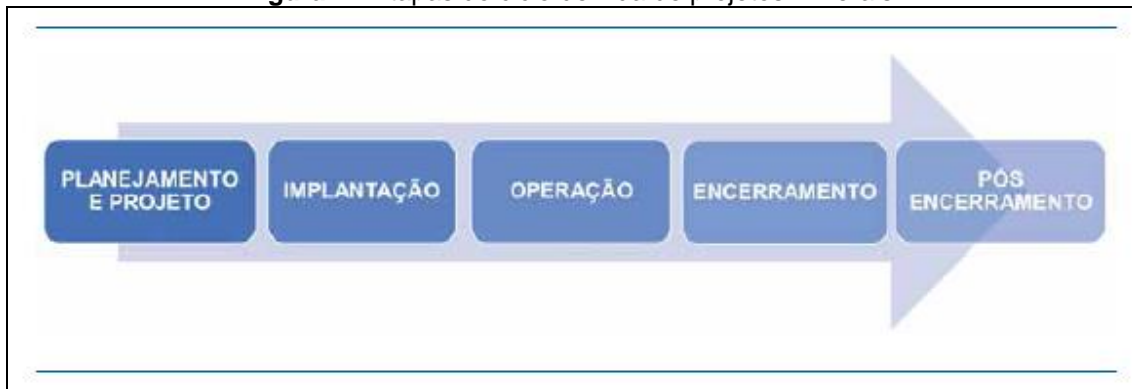 PLANEJAMENTO
E PROJETO
IMPLANTAÇÃO
OPERAÇÃO
ENCERRAMENTO
PÓS
ENCERRAMENTO